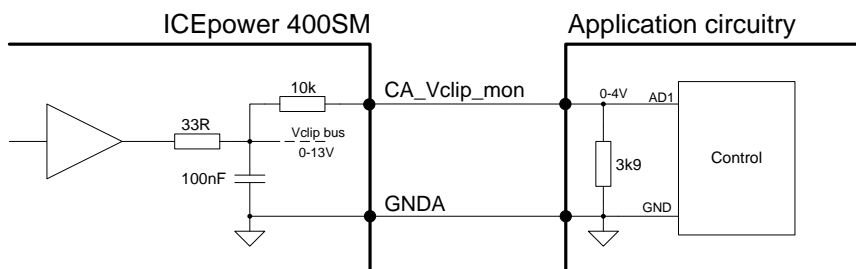 ICEpower 400SM
Application circuitry
10k
CA_Vclip_mon
0-4V
AD1
33R
Vclip bus
0-13V
100nF
3k9
Control
GNDA
GND